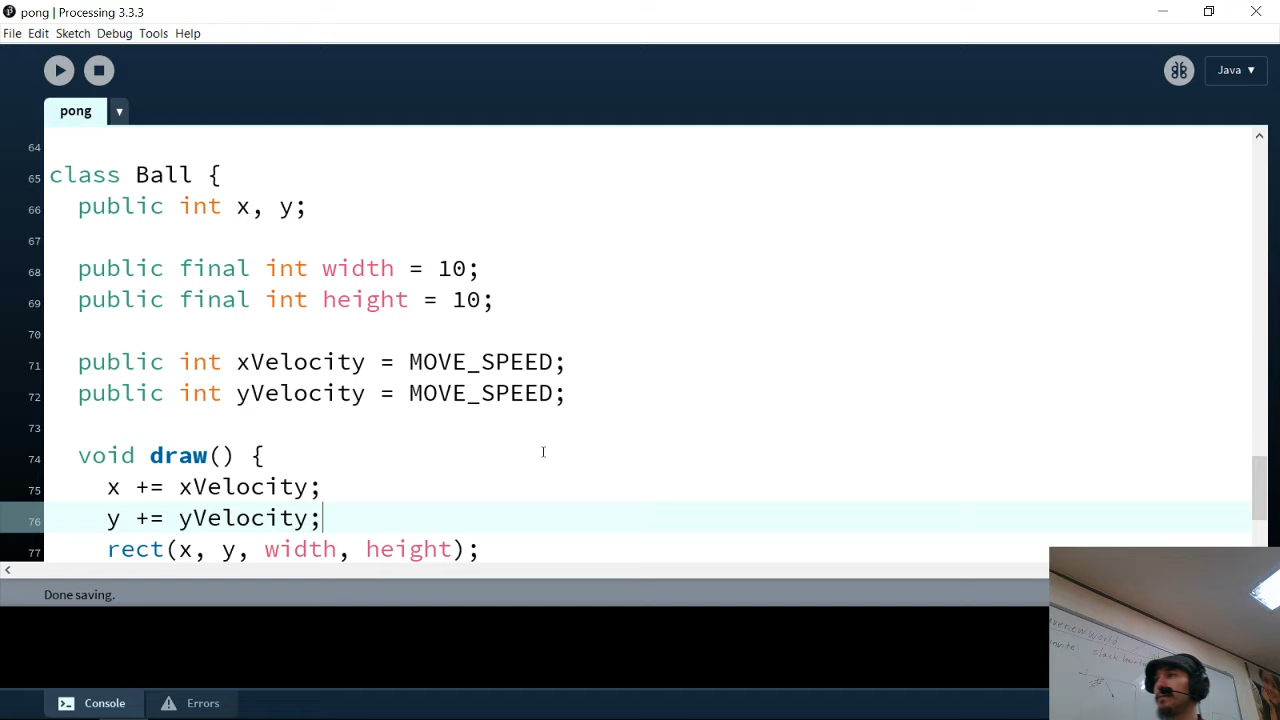 pong | Processing 3.3.3
File Edit Sketch Debug Tools Help
Java ▼
pong ▼
64
65 class Ball {
66   public int x, y;
67
68   public final int width = 10;
69   public final int height = 10;
70
71   public int xVelocity = MOVE_SPEED;
72   public int yVelocity = MOVE_SPEED;
73
74   void draw() {
75     x += xVelocity;
76     y += yVelocity;
77     rect(x, y, width, height);
Done saving.
venewworld
slack
Console Errors